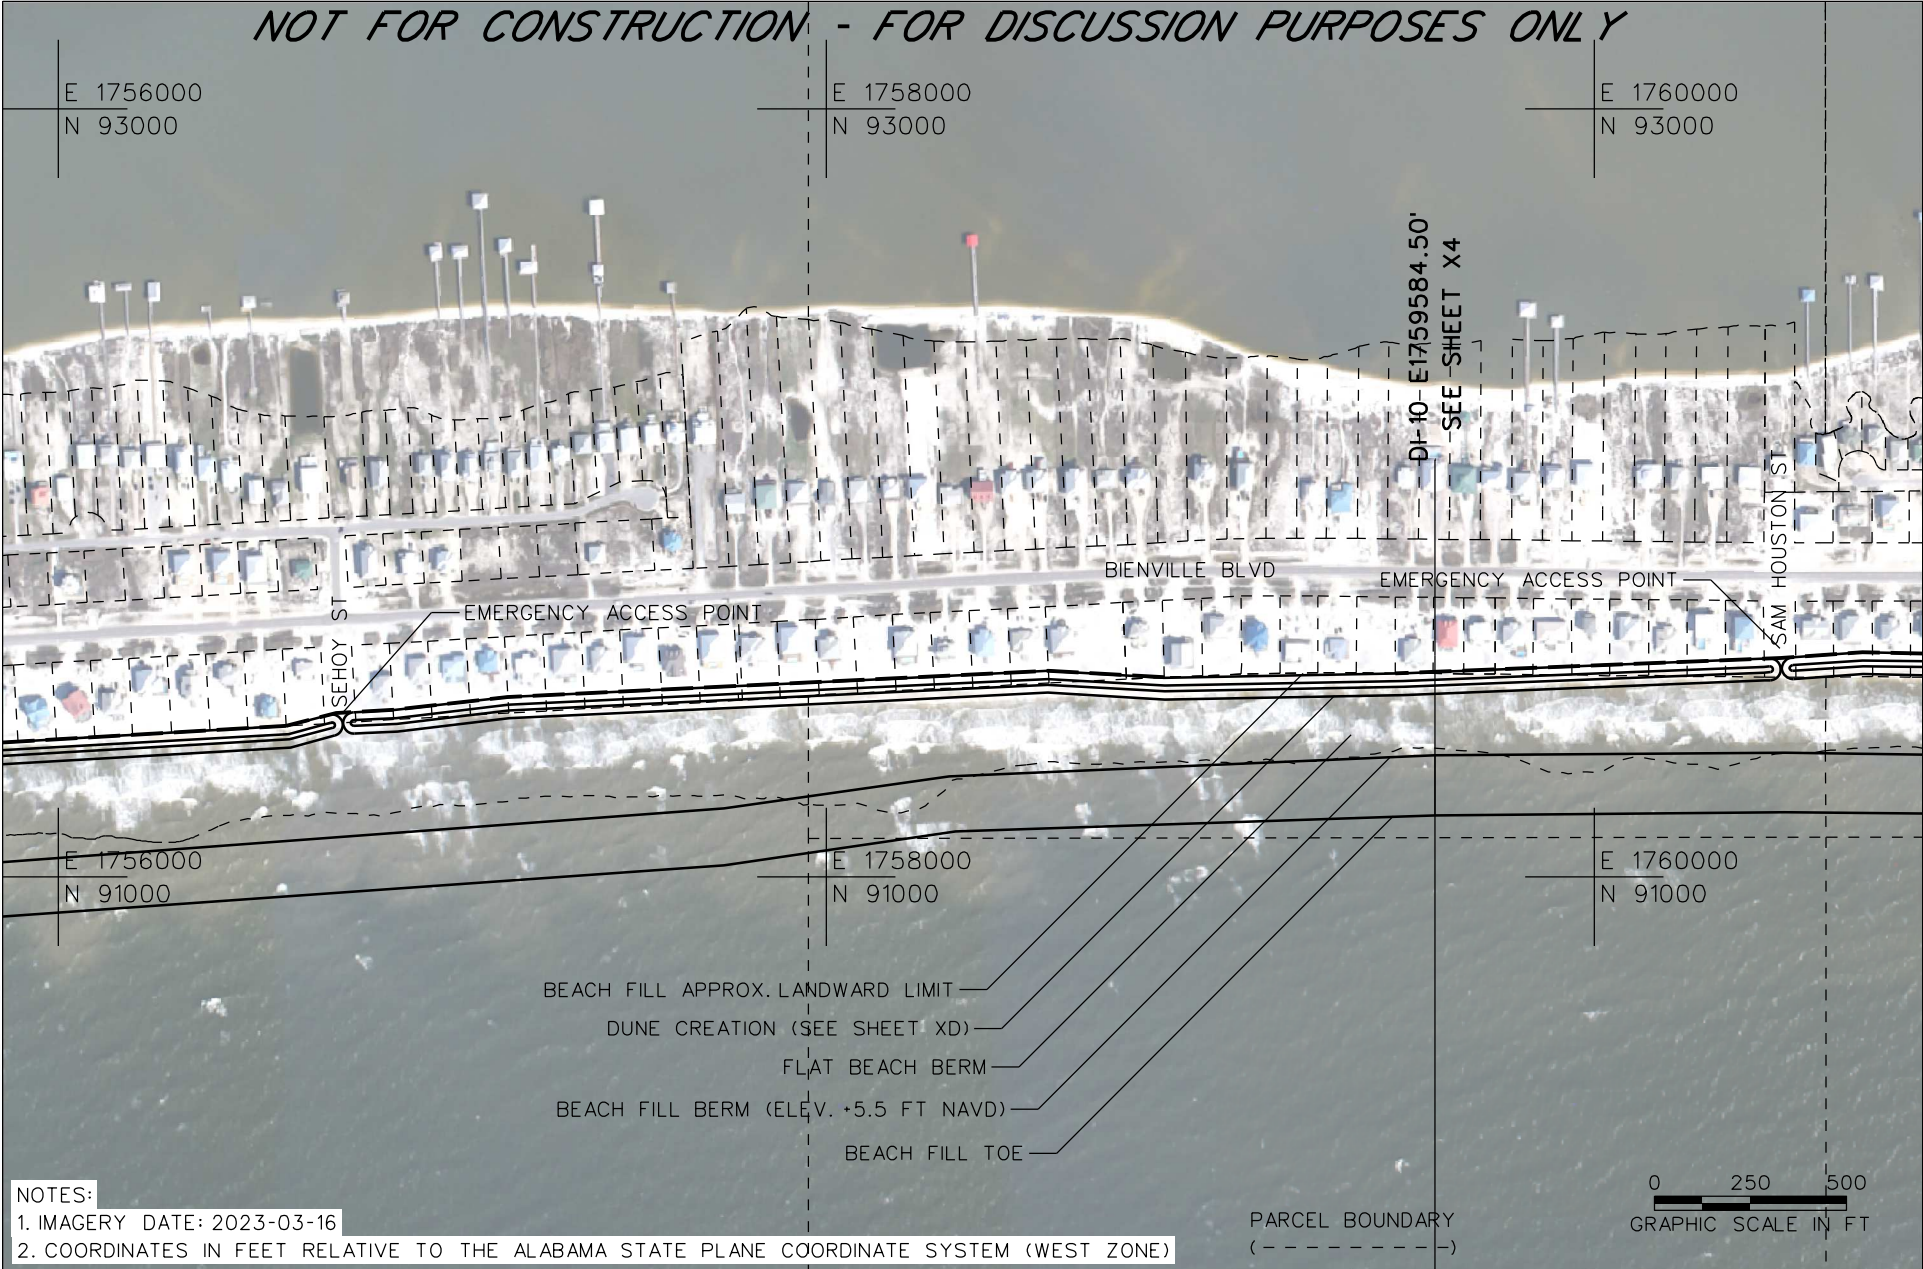 NOT FOR CONSTRUCTION - FOR DISCUSSION PURPOSES ONLY
E 1756000
N 93000
E 1758000
N 93000
E 1760000
N 93000
DI-10 E1759584.50'
SEE SHEET X4
BIENVILLE BLVD
EMERGENCY ACCESS POINT
SAM HOUSTON ST
EMERGENCY ACCESS POINT
SEHOY ST
E 1756000
N 91000
E 1758000
N 91000
E 1760000
N 91000
BEACH FILL APPROX. LANDWARD LIMIT
DUNE CREATION (SEE SHEET XD)
FLAT BEACH BERM
BEACH FILL BERM (ELEV. +5.5 FT NAVD)
BEACH FILL TOE
NOTES:
1. IMAGERY DATE: 2023-03-16
2. COORDINATES IN FEET RELATIVE TO THE ALABAMA STATE PLANE COORDINATE SYSTEM (WEST ZONE)
PARCEL BOUNDARY
0 250 500
GRAPHIC SCALE IN FT